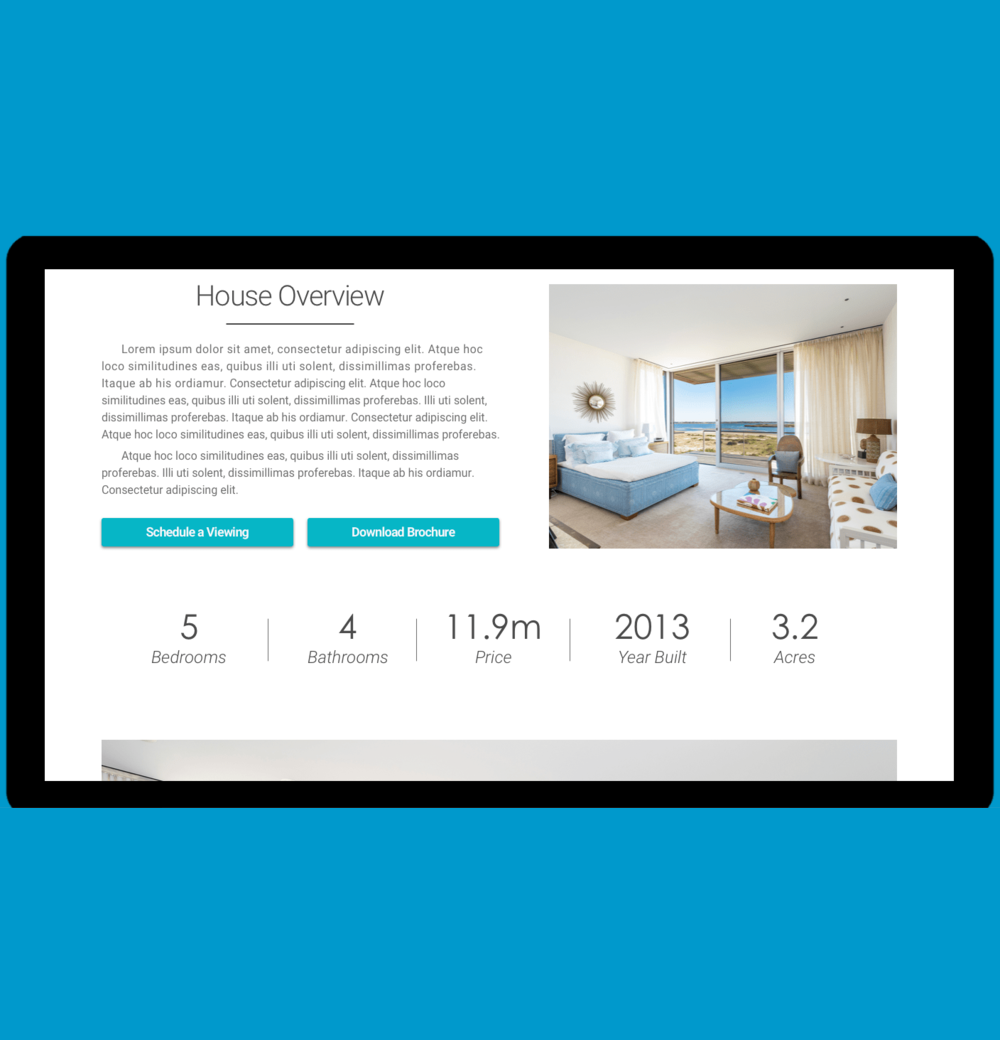 House Overview
Lorem ipsum dolor sit amet, consectetur adipiscing elit. Atque hoc
loco similitudines eas, quibus illi uti solent, dissimillimas proferebas.
Itaque ab his ordiamur. Consectetur adipiscing elit. Atque hoc loco
similitudines eas, quibus illi uti solent, dissimillimas proferebas. Illi uti solent,
dissimillimas proferebas. Itaque ab his ordiamur. Consectetur adipiscing elit.
Atque hoc loco similitudines eas, quibus illi uti solent, dissimillimas proferebas.
Atque hoc loco similitudines eas, quibus illi uti solent, dissimillimas
proferebas. Illi uti solent, dissimillimas proferebas. Itaque ab his ordiamur.
Consectetur adipiscing elit.
Schedule a Viewing
Download Brochure
5
Bedrooms
4
Bathrooms
11.9m
Price
2013
Year Built
3.2
Acres